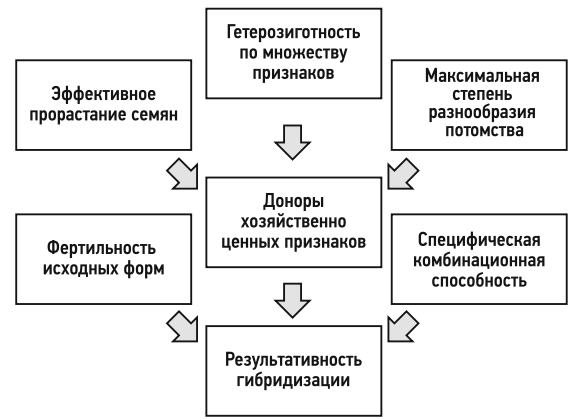 Гетерозиготность
по множеству
признаков
Эффективное
прорастание семян
Максимальная
степень
разнообразия
потомства
Доноры
хозяйственно
ценных признаков
Фертильность
исходных форм
Специфическая
комбинационная
способность
Результативность
гибридизации